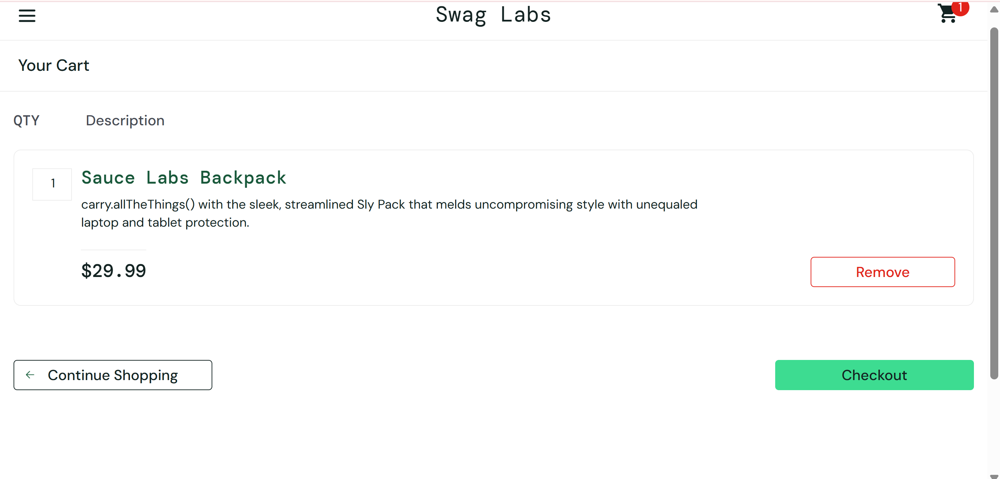 Swag Labs
1
Your Cart
QTY
Description
1
Sauce Labs Backpack
carry.allTheThings() with the sleek, streamlined Sly Pack that melds uncompromising style with unequaled
laptop and tablet protection.
$29.99
Remove
Continue Shopping
Checkout